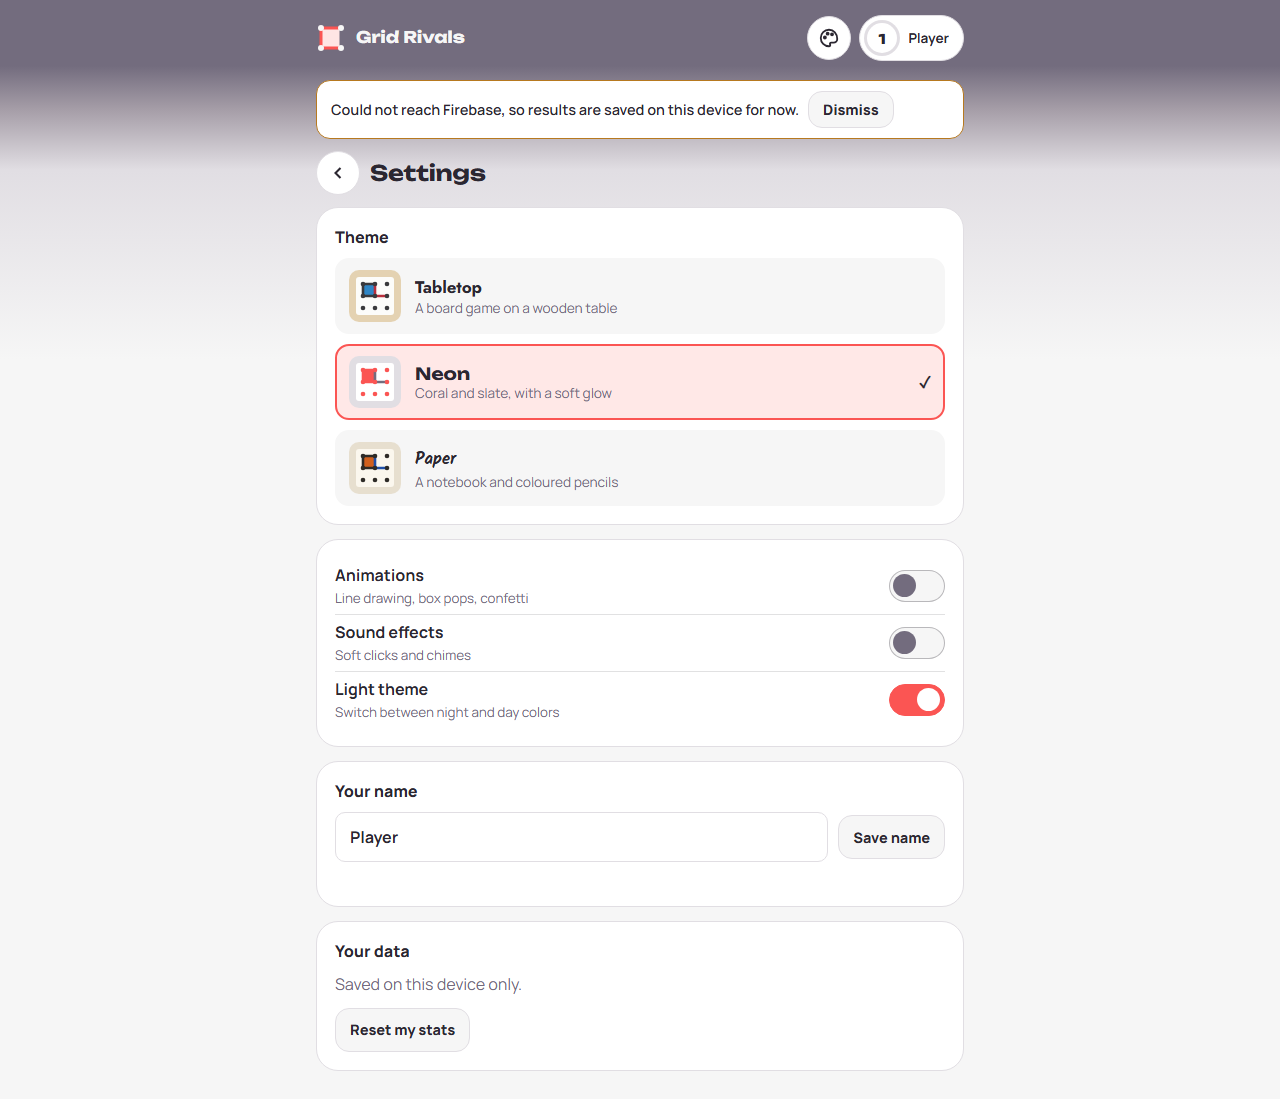 Grid Rivals
1 Player
Could not reach Firebase, so results are saved on this device for now. Dismiss
Settings
Theme
Tabletop
A board game on a wooden table
Neon
Coral and slate, with a soft glow
Paper
A notebook and coloured pencils
Animations
Line drawing, box pops, confetti
Sound effects
Soft clicks and chimes
Light theme
Switch between night and day colors
Your name
Player Save name
Your data
Saved on this device only.
Reset my stats